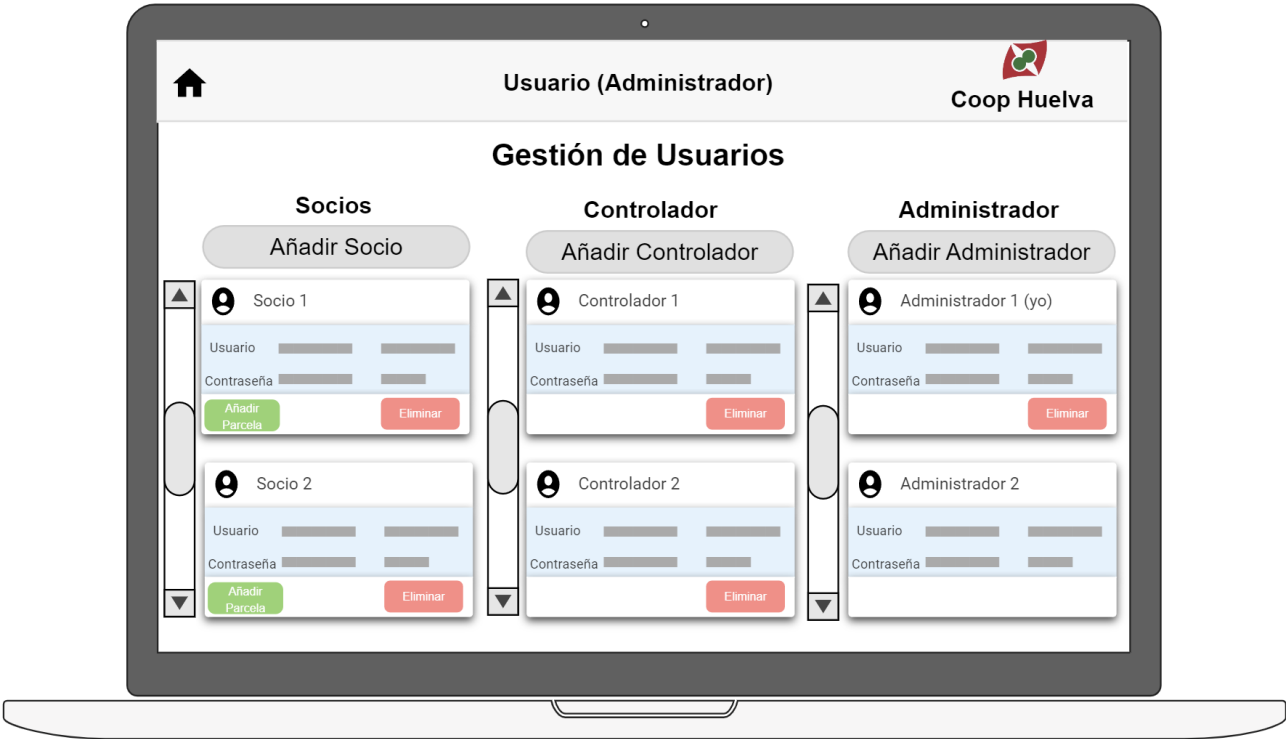 Usuario (Administrador)
Coop Huelva
Gestión de Usuarios
Socios
Añadir Socio
Socio 1
Usuario
Contraseña
Añadir
Parcela
Eliminar
Socio 2
Usuario
Contraseña
Añadir
Parcela
Eliminar
Controlador
Añadir Controlador
Controlador 1
Usuario
Contraseña
Eliminar
Controlador 2
Usuario
Contraseña
Eliminar
Administrador
Añadir Administrador
Administrador 1 (yo)
Usuario
Contraseña
Eliminar
Administrador 2
Usuario
Contraseña